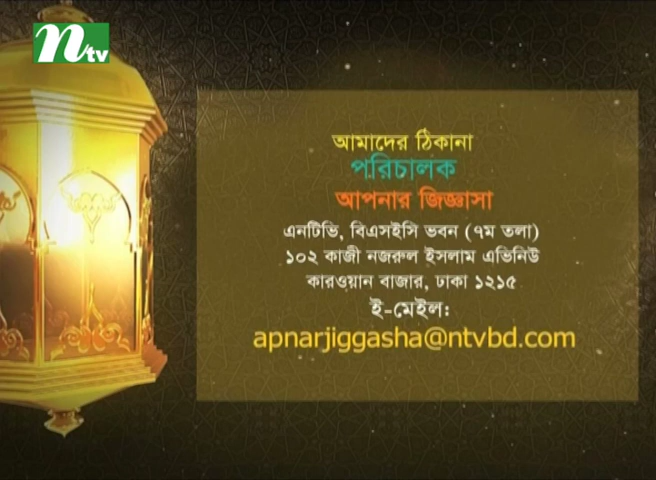 ntv
আমাদের ঠিকানা
পরিচালক
আপনার জিজ্ঞাসা
এনটিভি, বিএসইসি ভবন (৭ম তলা)
১০২ কাজী নজরুল ইসলাম এভিনিউ
কারওয়ান বাজার, ঢাকা ১২১৫
ই-মেইল:
apnarjiggasha@ntvbd.com